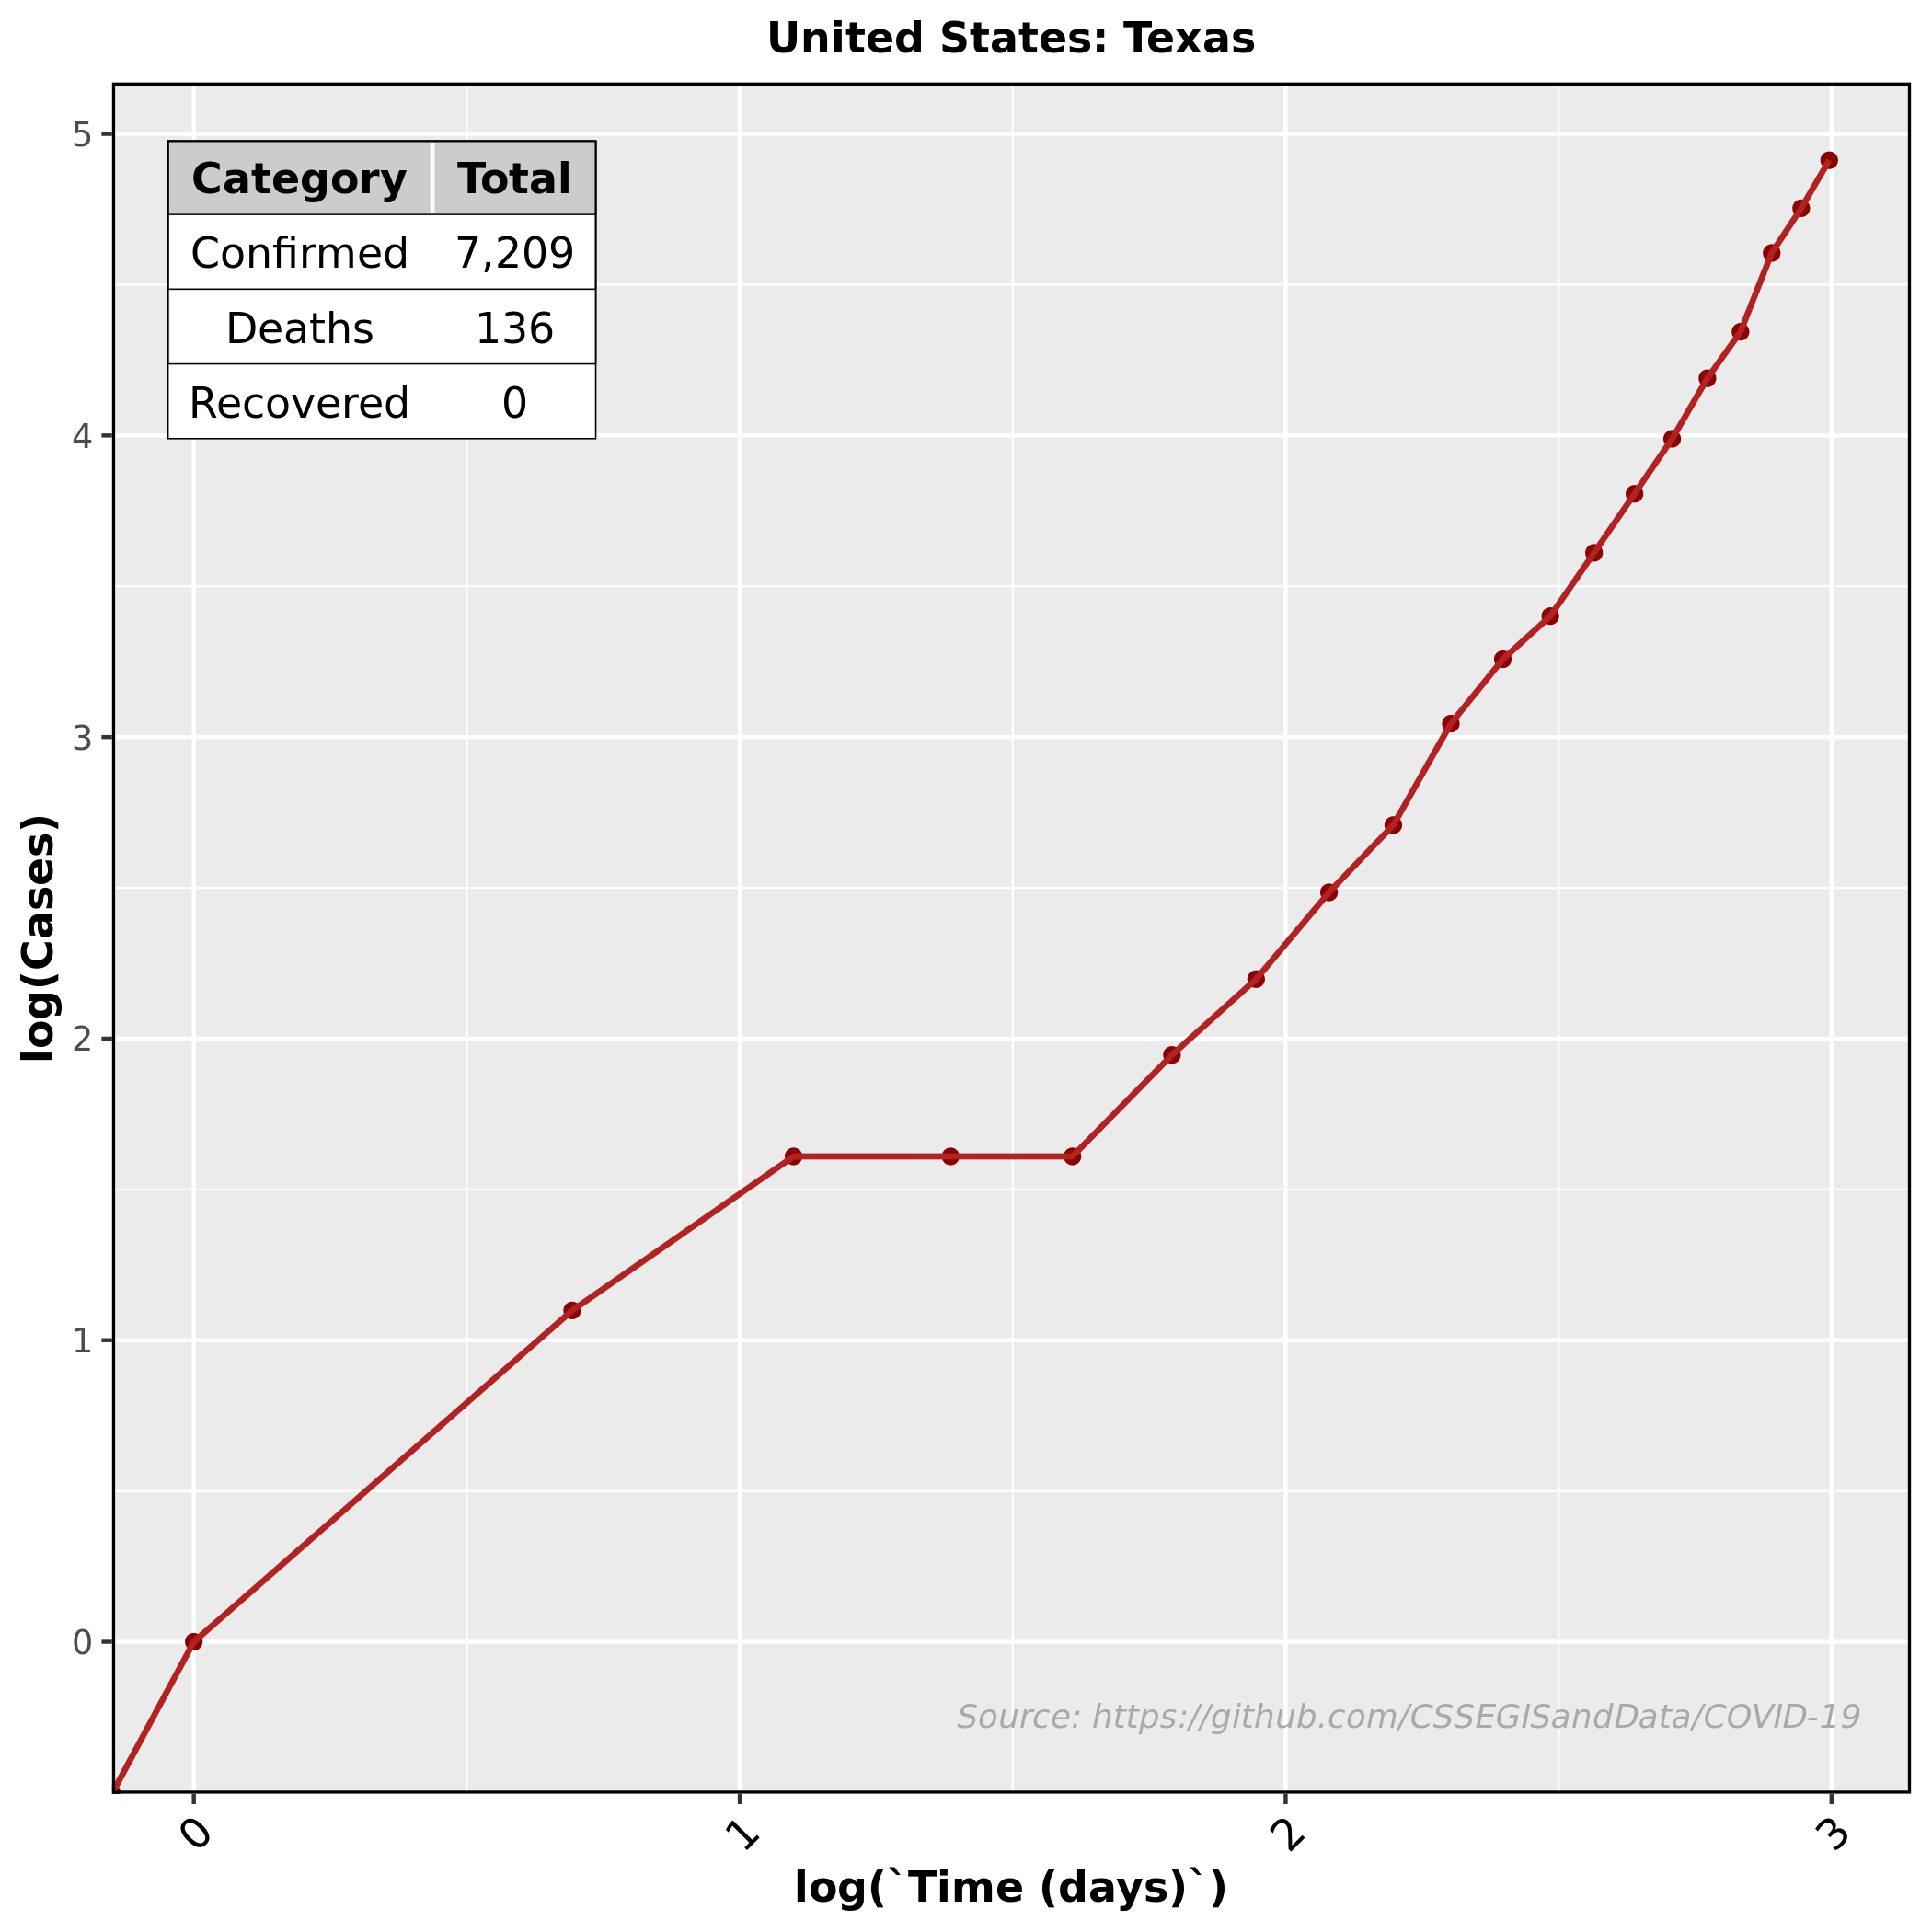 United States: Texas
5
4
3
2
1
0
Category Total
Confirmed 7,209
Deaths 136
Recovered 0
log(Cases)
Source: https://github.com/CSSEGISandData/COVID-19
0 1 2 3
log(`Time (days)`)